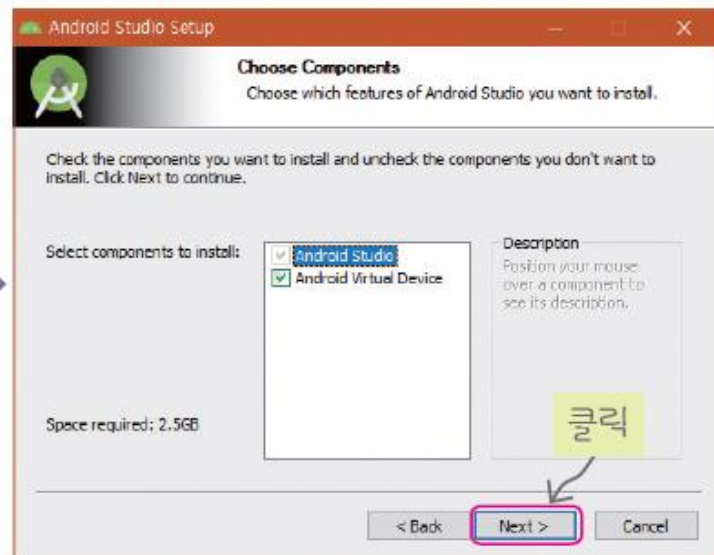 Android Studio Setup
Choose Components
Choose which features of Android Studio you want to install.
Check the components you want to install and uncheck the components you don't want to
install. Click Next to continue.
Select components to install:
Android Studio
Android Virtual Device
Description
Position your mouse
over a component to
see its description.
Space required: 2.5GB
클릭
< Back
Next >
Cancel